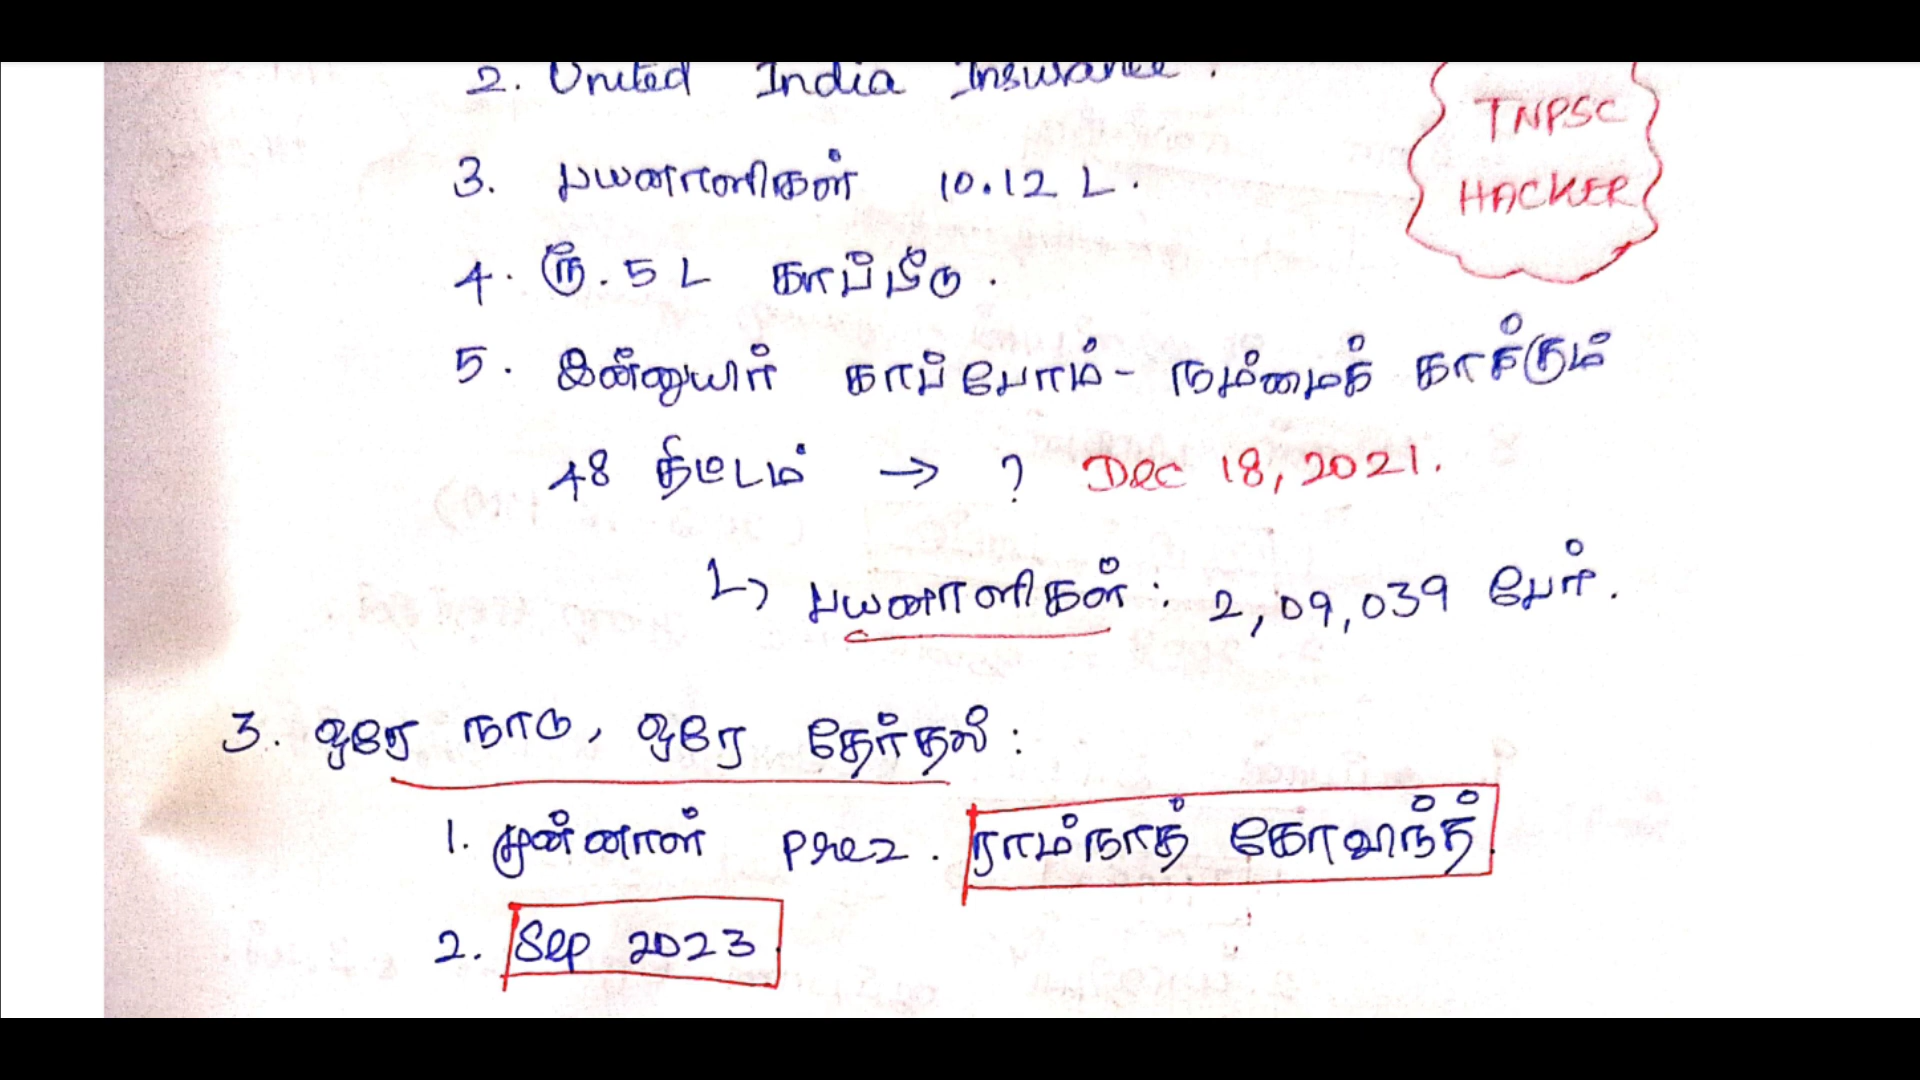 2. United India Insurance.
TNPSC
HACKER
3. பயனாளிகள் 10.12 L.
4. ரூ. 5 L காப்பீடு.
5. இன்னுயிர் காப்போம் - நம்மைக் காக்கும்
48 திட்டம் → ? Dec 18, 2021.
↳ பயனாளிகள் : 2,09,039 பேர்.
3. ஒரே நாடு, ஒரே தேர்தல் :
1. முன்னாள் Prez. ராம்நாத் கோவிந்த்.
2. Sep 2023